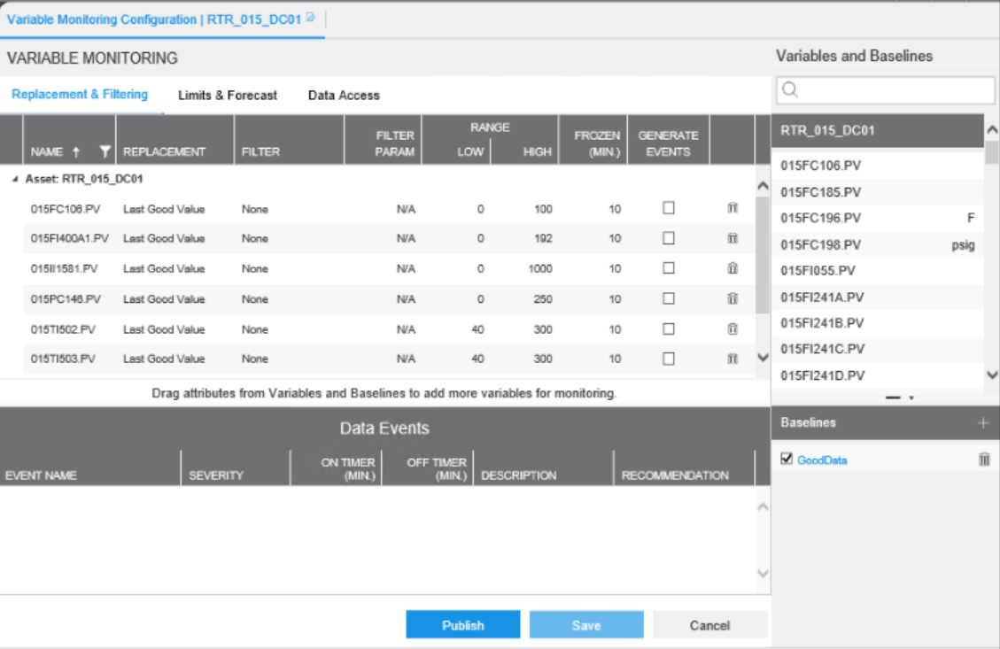 Variable Monitoring Configuration | RTR_015_DC01
VARIABLE MONITORING
Replacement & Filtering Limits & Forecast Data Access
NAME REPLACEMENT FILTER FILTER PARAM RANGE LOW HIGH FROZEN (MIN.) GENERATE EVENTS
Asset: RTR_015_DC01
015FC106.PV Last Good Value None N/A 0 100 10
015FI400A1.PV Last Good Value None N/A 0 192 10
015II1581.PV Last Good Value None N/A 0 1000 10
015PC146.PV Last Good Value None N/A 0 250 10
015TI502.PV Last Good Value None N/A 40 300 10
015TI503.PV Last Good Value None N/A 40 300 10
Drag attributes from Variables and Baselines to add more variables for monitoring.
Data Events
EVENT NAME SEVERITY ON TIMER (MIN.) OFF TIMER (MIN.) DESCRIPTION RECOMMENDATION
Publish Save Cancel
Variables and Baselines
RTR_015_DC01
015FC106.PV
015FC185.PV
015FC196.PV F
015FC198.PV psig
015FI055.PV
015FI241A.PV
015FI241B.PV
015FI241C.PV
015FI241D.PV
Baselines
GoodData